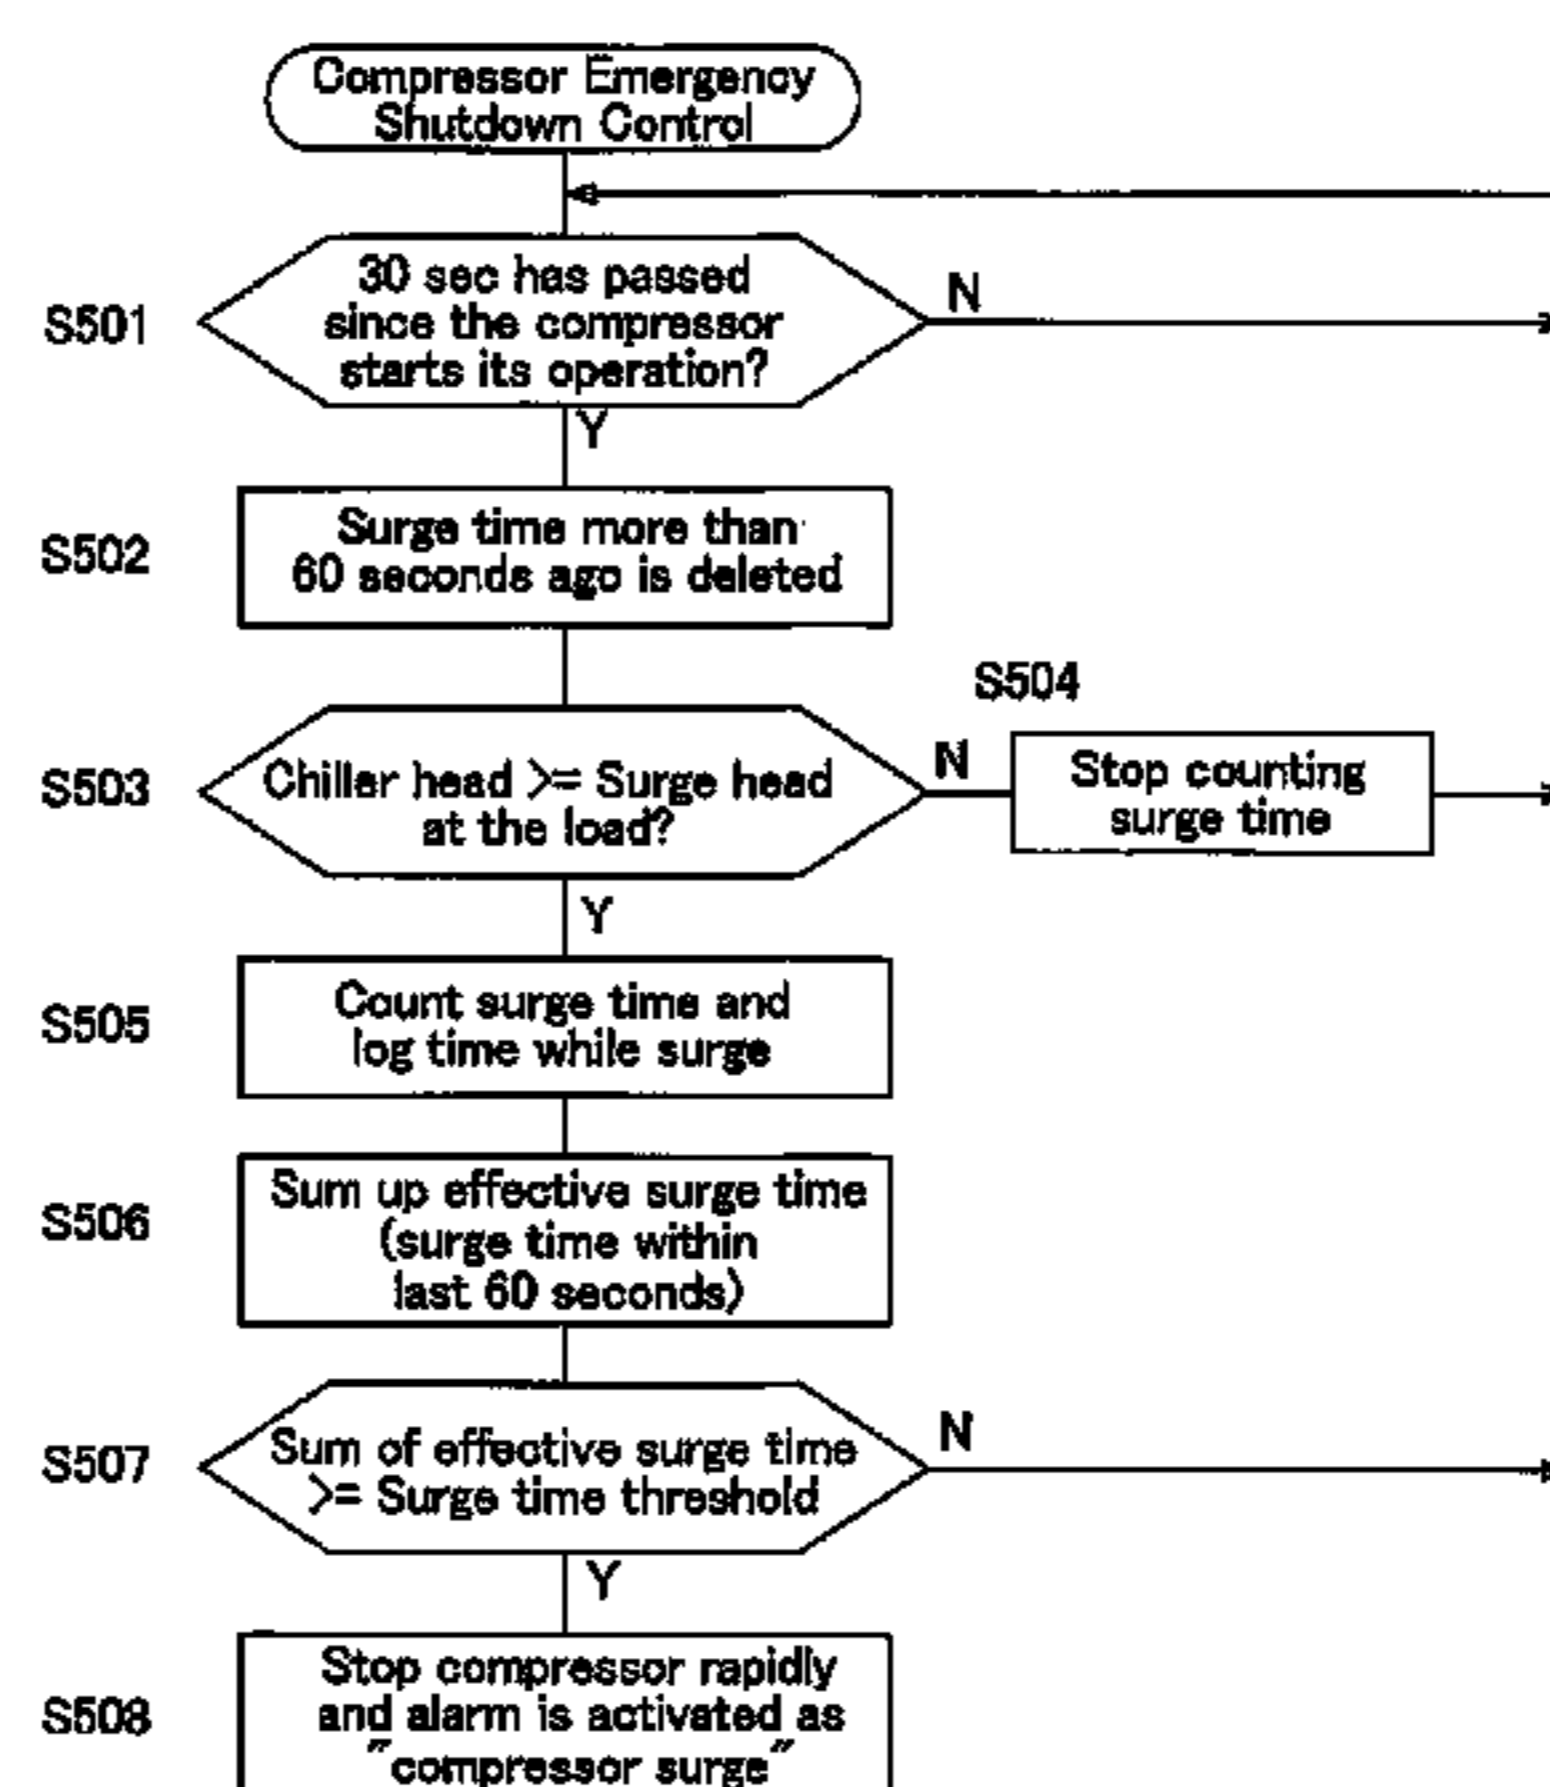 Compressor Emergency
Shutdown Control
S501
30 sec has passed
since the compressor
starts its operation?
N
Y
S502
Surge time more than
60 seconds ago is deleted
S503
Chiller head >= Surge head
at the load?
N
S504
Stop counting
surge time
Y
S505
Count surge time and
log time while surge
S506
Sum up effective surge time
(surge time within
last 60 seconds)
S507
Sum of effective surge time
>= Surge time threshold
N
Y
S508
Stop compressor rapidly
and alarm is activated as
"compressor surge"